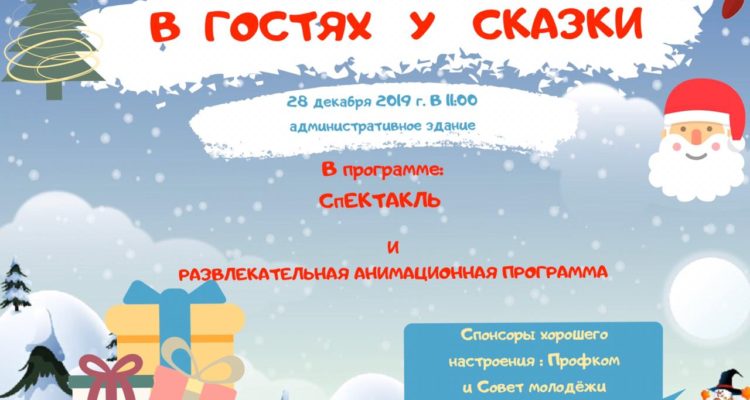 В ГОСТЯХ У СКАЗКИ
28 декабря 2019 г. В 11:00
административное здание
В программе:
СпЕКТАКЛЬ
И
РАЗВЛЕКАТЕЛЬНАЯ АНИМАЦИОННАЯ ПРОГРАММА
Спонсоры хорошего
настроения : Профком
и Совет молодёжи